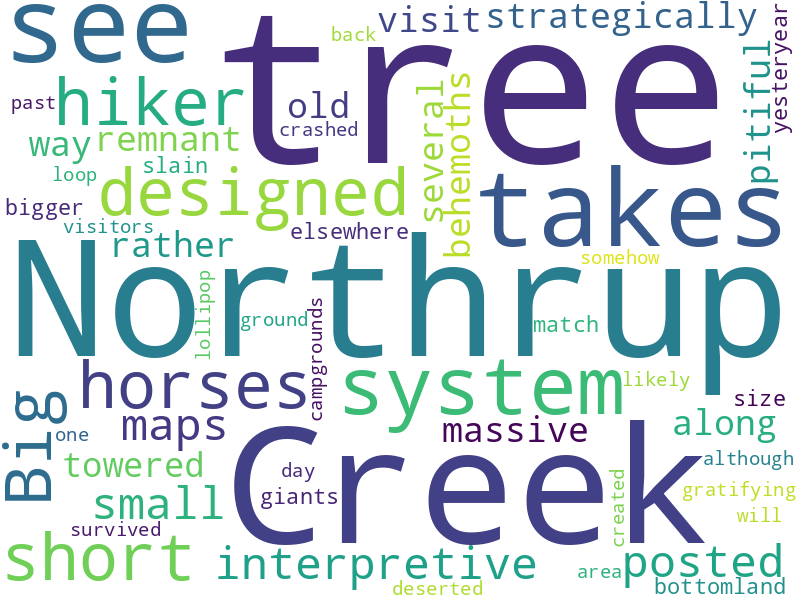 see
tree
back
visit
strategically
yesteryear
past
hiker
old
crashed
several
behemoths
pitiful
way
remnant
slain
loop
designed
takes
bigger
visitors
rather
elsewhere
somehow
Northrup
lollipop
ground
campgrounds
match
horses
system
likely
Big
maps
massive
size
along
one
towered
Creek
day
although
giants
small
created
gratifying
will
survived
short
interpretive
area
posted
deserted
bottomland